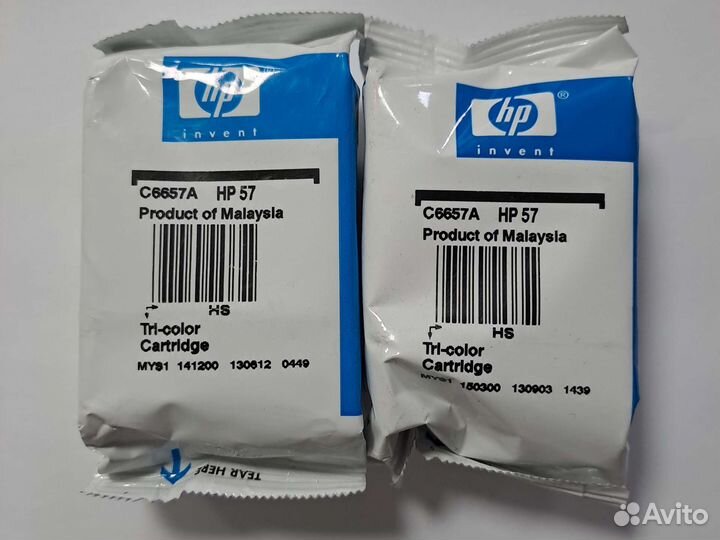 hp
invent
C6657A HP 57
Product of Malaysia
HS
Tri-color
Cartridge
MYS1 141200 130612 0449
TEAR HERE
hp®
invent
C6657A HP 57
Product of Malaysia
HS
Tri-color
Cartridge
MYS1 150300 130903 1439
Avito